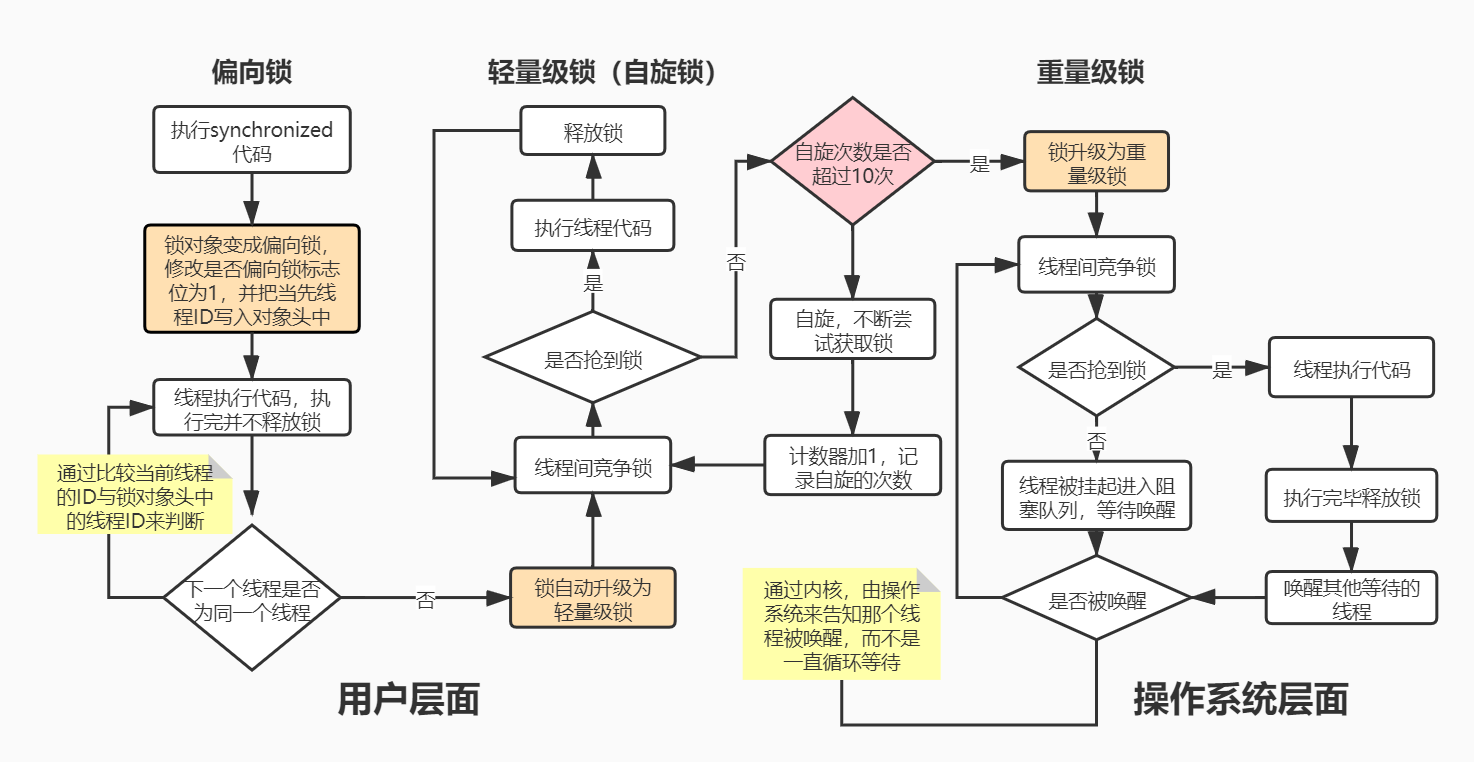 偏向锁
执行synchronized
代码
锁对象变成偏向锁，
修改是否偏向锁标志
位为1，并把当先线
程ID写入对象头中
线程执行代码，执
行完并不释放锁
通过比较当前线程
的ID与锁对象头中
的线程ID来判断
下一个线程是否
为同一个线程
否
轻量级锁（自旋锁）
释放锁
执行线程代码
是
是否抢到锁
否
线程间竞争锁
锁自动升级为
轻量级锁
自旋次数是否
超过10次
是
自旋，不断尝
试获取锁
计数器加1，记
录自旋的次数
重量级锁
锁升级为重
量级锁
线程间竞争锁
是否抢到锁
是
否
线程执行代码
执行完毕释放锁
唤醒其他等待的
线程
线程被挂起进入阻
塞队列，等待唤醒
是否被唤醒
通过内核，由操作
系统来告知那个线
程被唤醒，而不是
一直循环等待
用户层面
操作系统层面